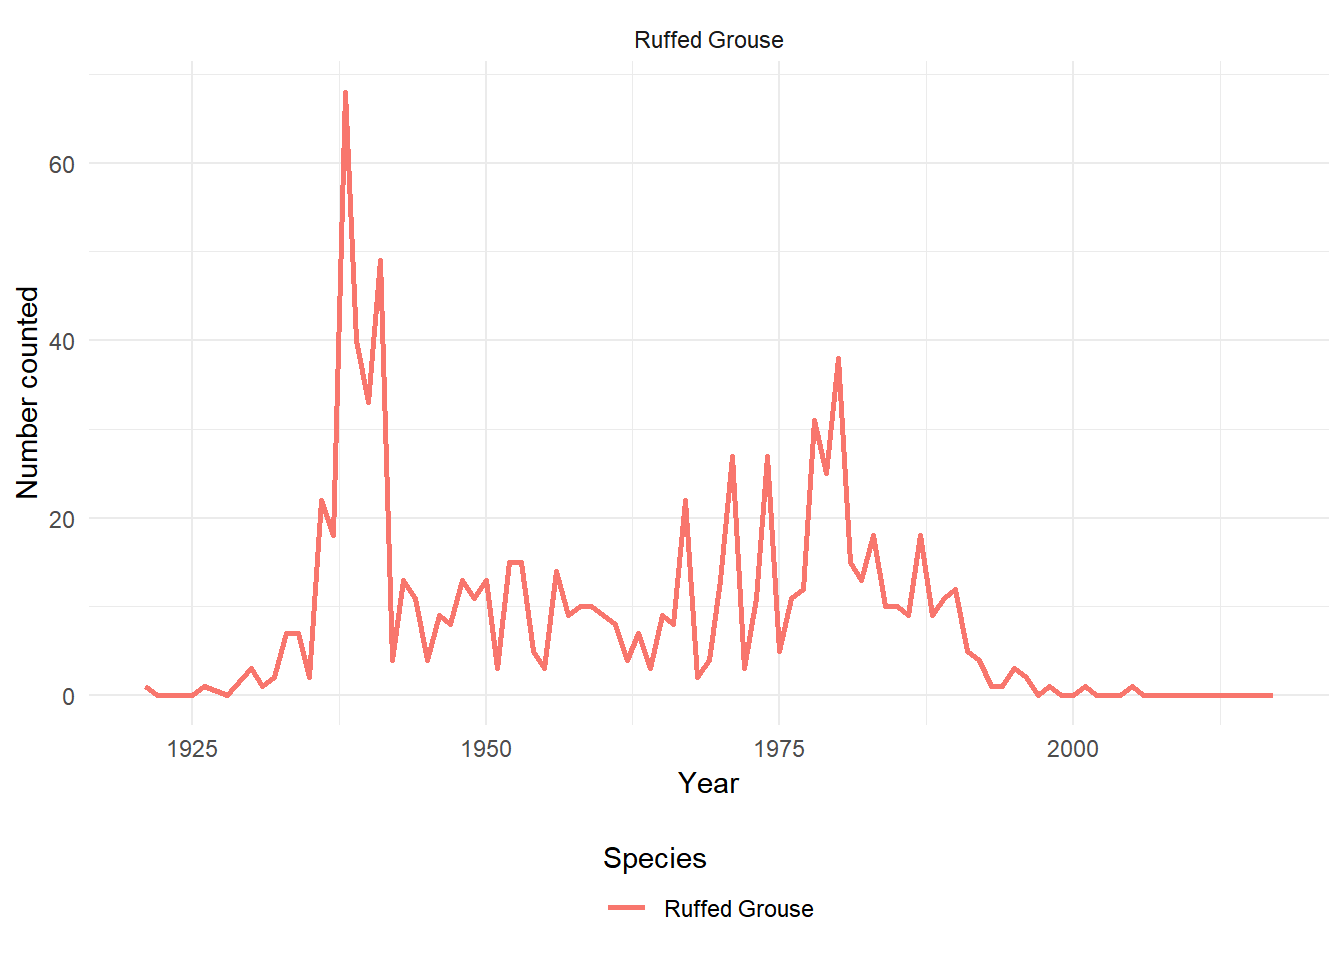 Ruffed Grouse
60
40
20
0
Number counted
1925 1950 1975 2000
Year
Species
Ruffed Grouse